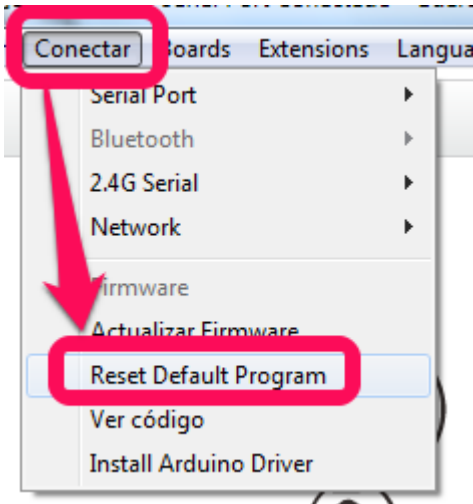 Conectar Boards Extensions Langua
Serial Port
Bluetooth
2.4G Serial
Network
Firmware
Actualizar Firmware
Reset Default Program
Ver código
Install Arduino Driver